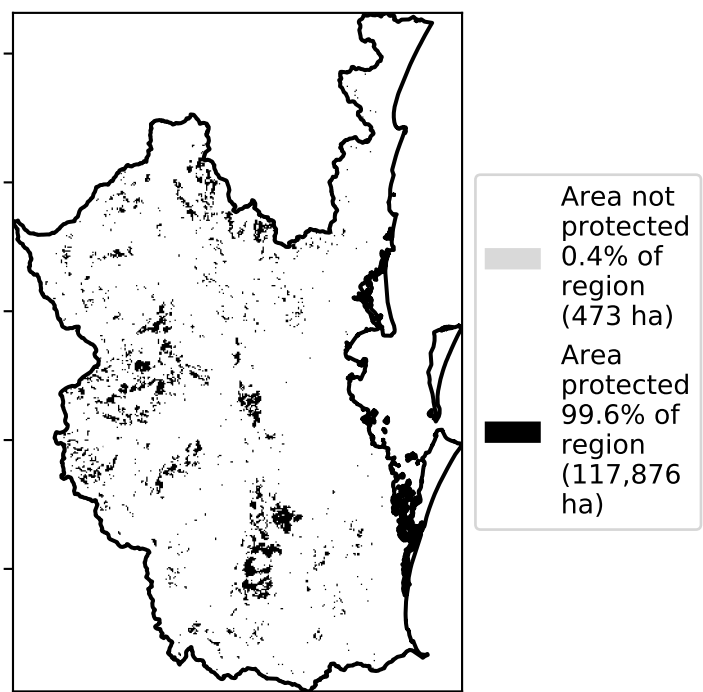 Area not
protected
0.4% of
region
(473 ha)
Area
protected
99.6% of
region
(117,876
ha)